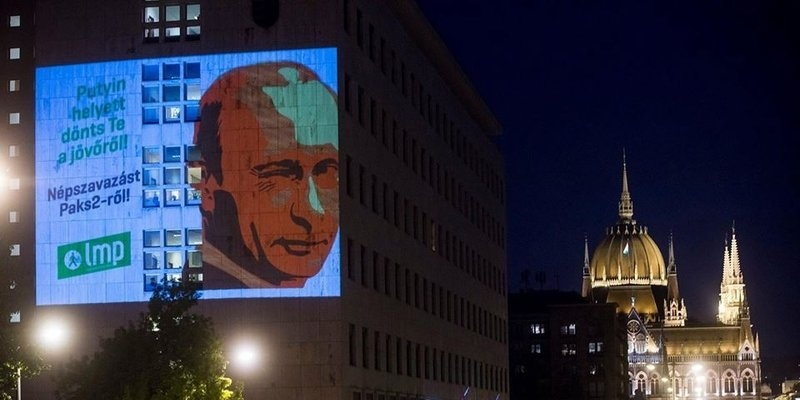 Putyin
helyett
dönts Te
a jövőről!
Népszavazást
Paks2-ről!
lmp